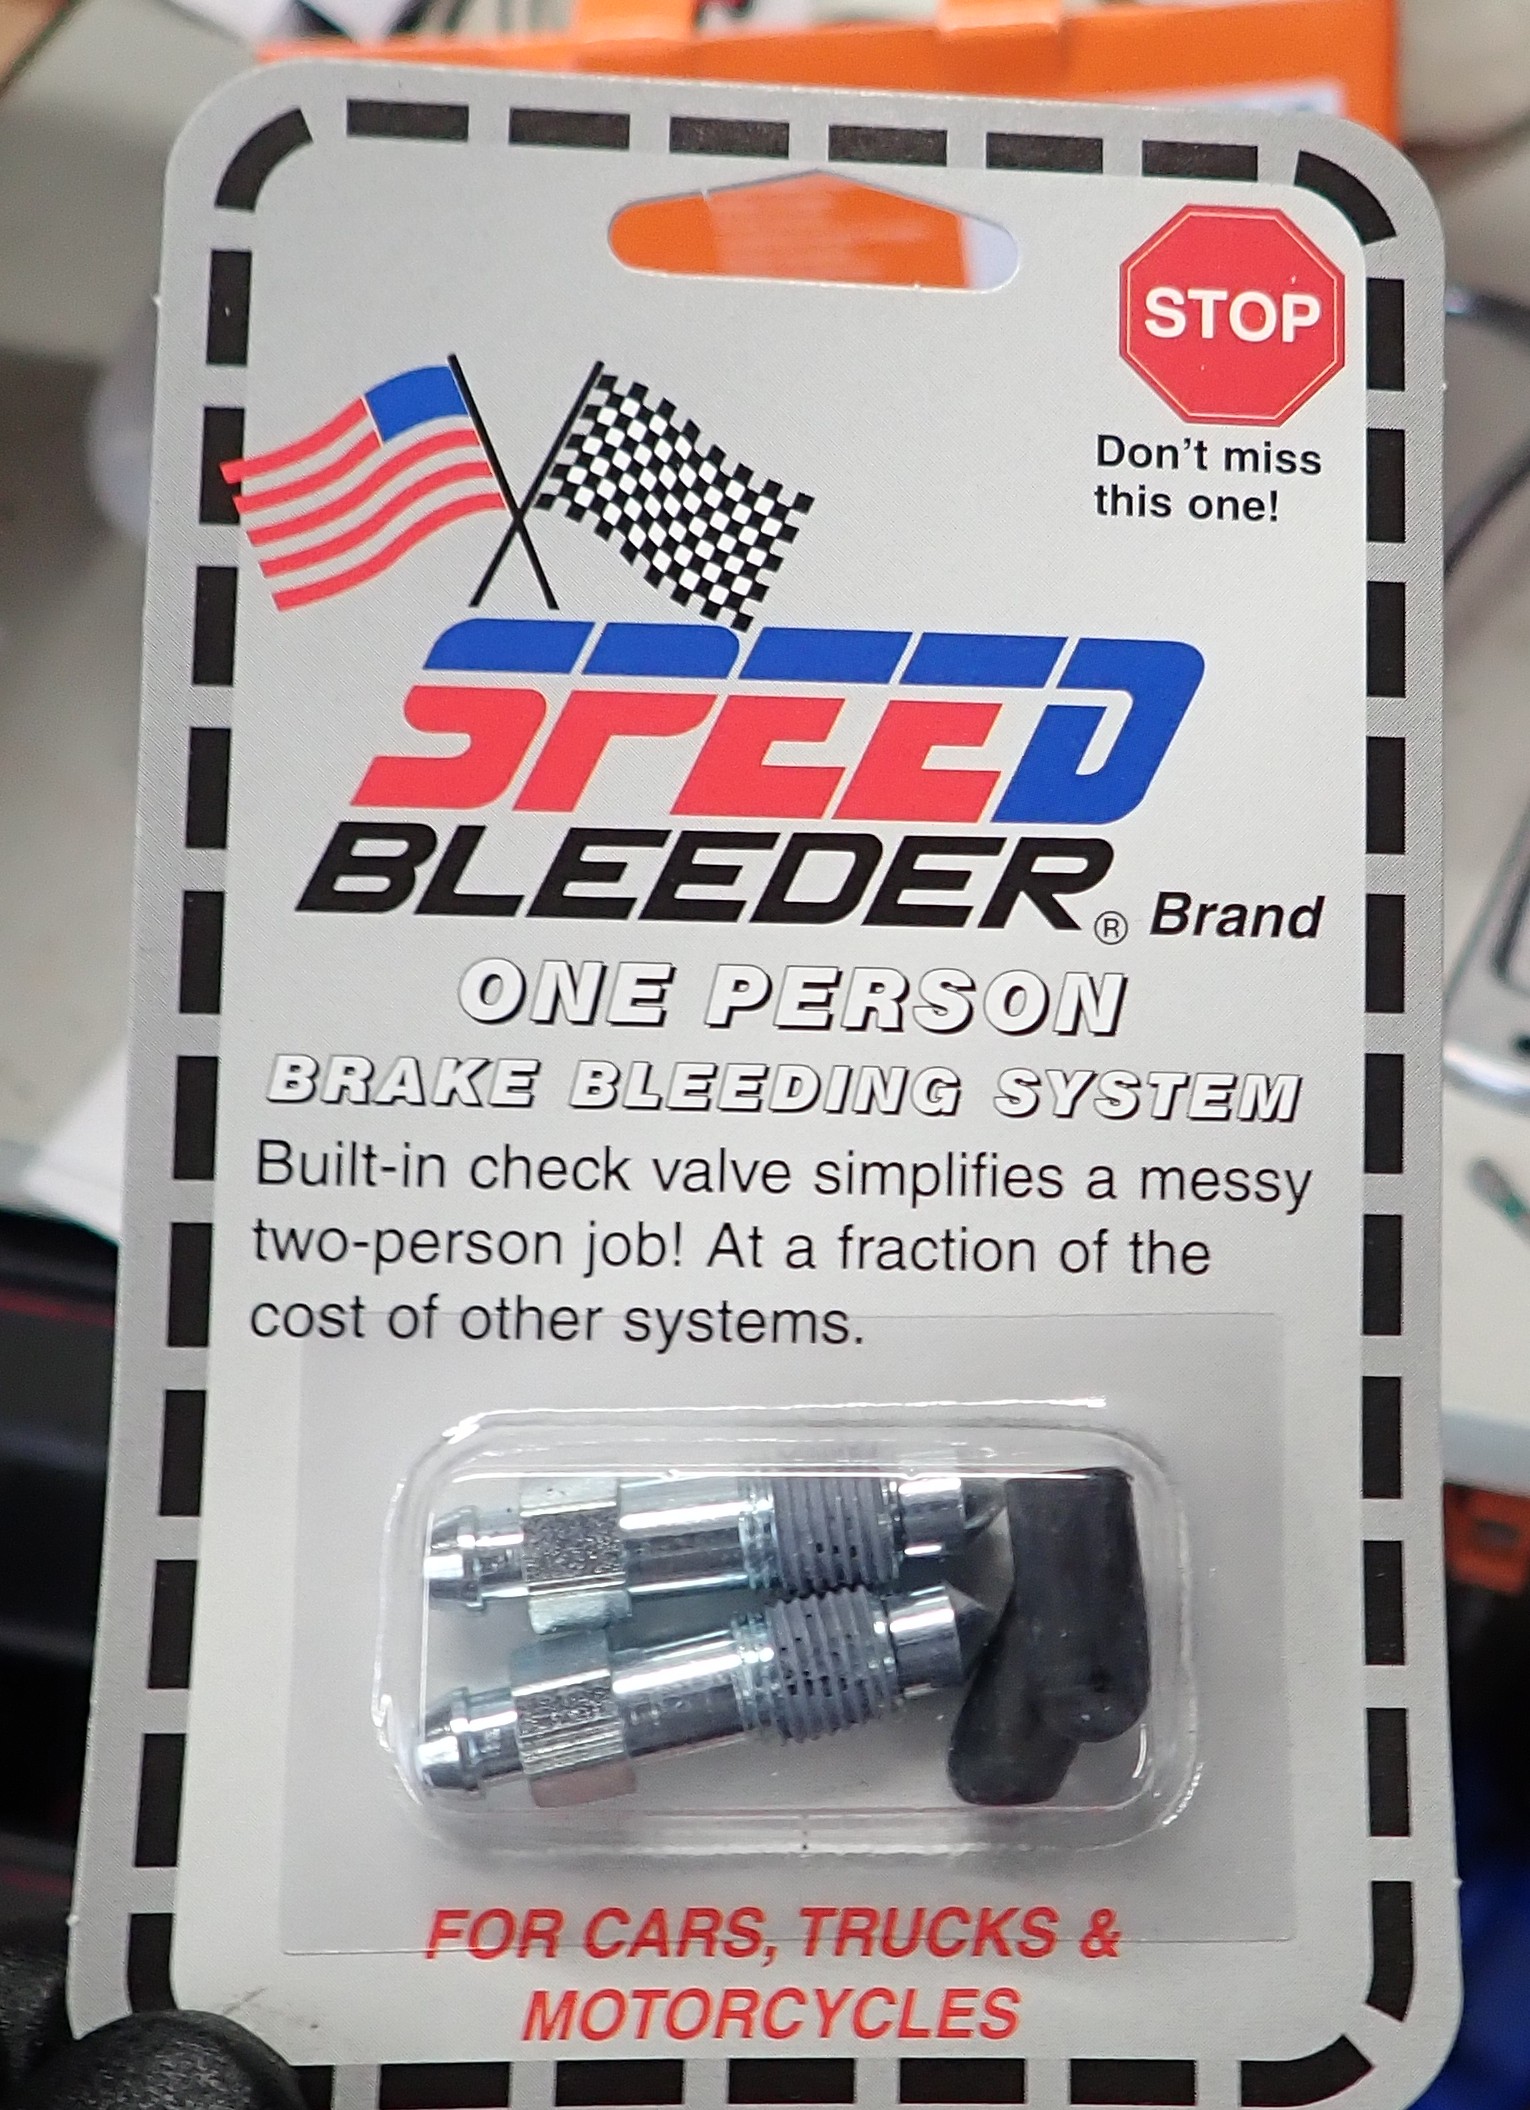 STOP
Don't miss
this one!
SPEED
BLEEDER® Brand
ONE PERSON
BRAKE BLEEDING SYSTEM
Built-in check valve simplifies a messy
two-person job! At a fraction of the
cost of other systems.
FOR CARS, TRUCKS &
MOTORCYCLES